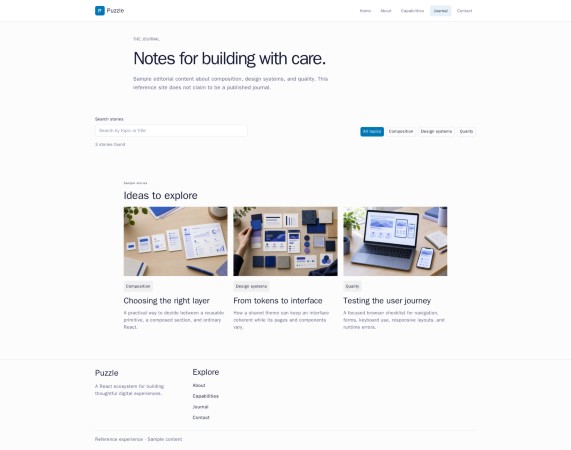 P Puzzle
Home About Capabilities Journal Contact
THE JOURNAL
Notes for building with care.
Sample editorial content about composition, design systems, and quality. This
reference site does not claim to be a published journal.
Search stories
Search by topic or title
3 stories found
All topics Composition Design systems Quality
Sample stories
Ideas to explore
Composition
Choosing the right layer
A practical way to decide between a reusable
primitive, a composed section, and ordinary
React.
Design systems
From tokens to interface
How a shared theme can keep an interface
coherent while its pages and components
vary.
Quality
Testing the user journey
A focused browser checklist for navigation,
forms, keyboard use, responsive layouts, and
runtime errors.
Puzzle
A React ecosystem for building
thoughtful digital experiences.
Explore
About
Capabilities
Journal
Contact
Reference experience · Sample content